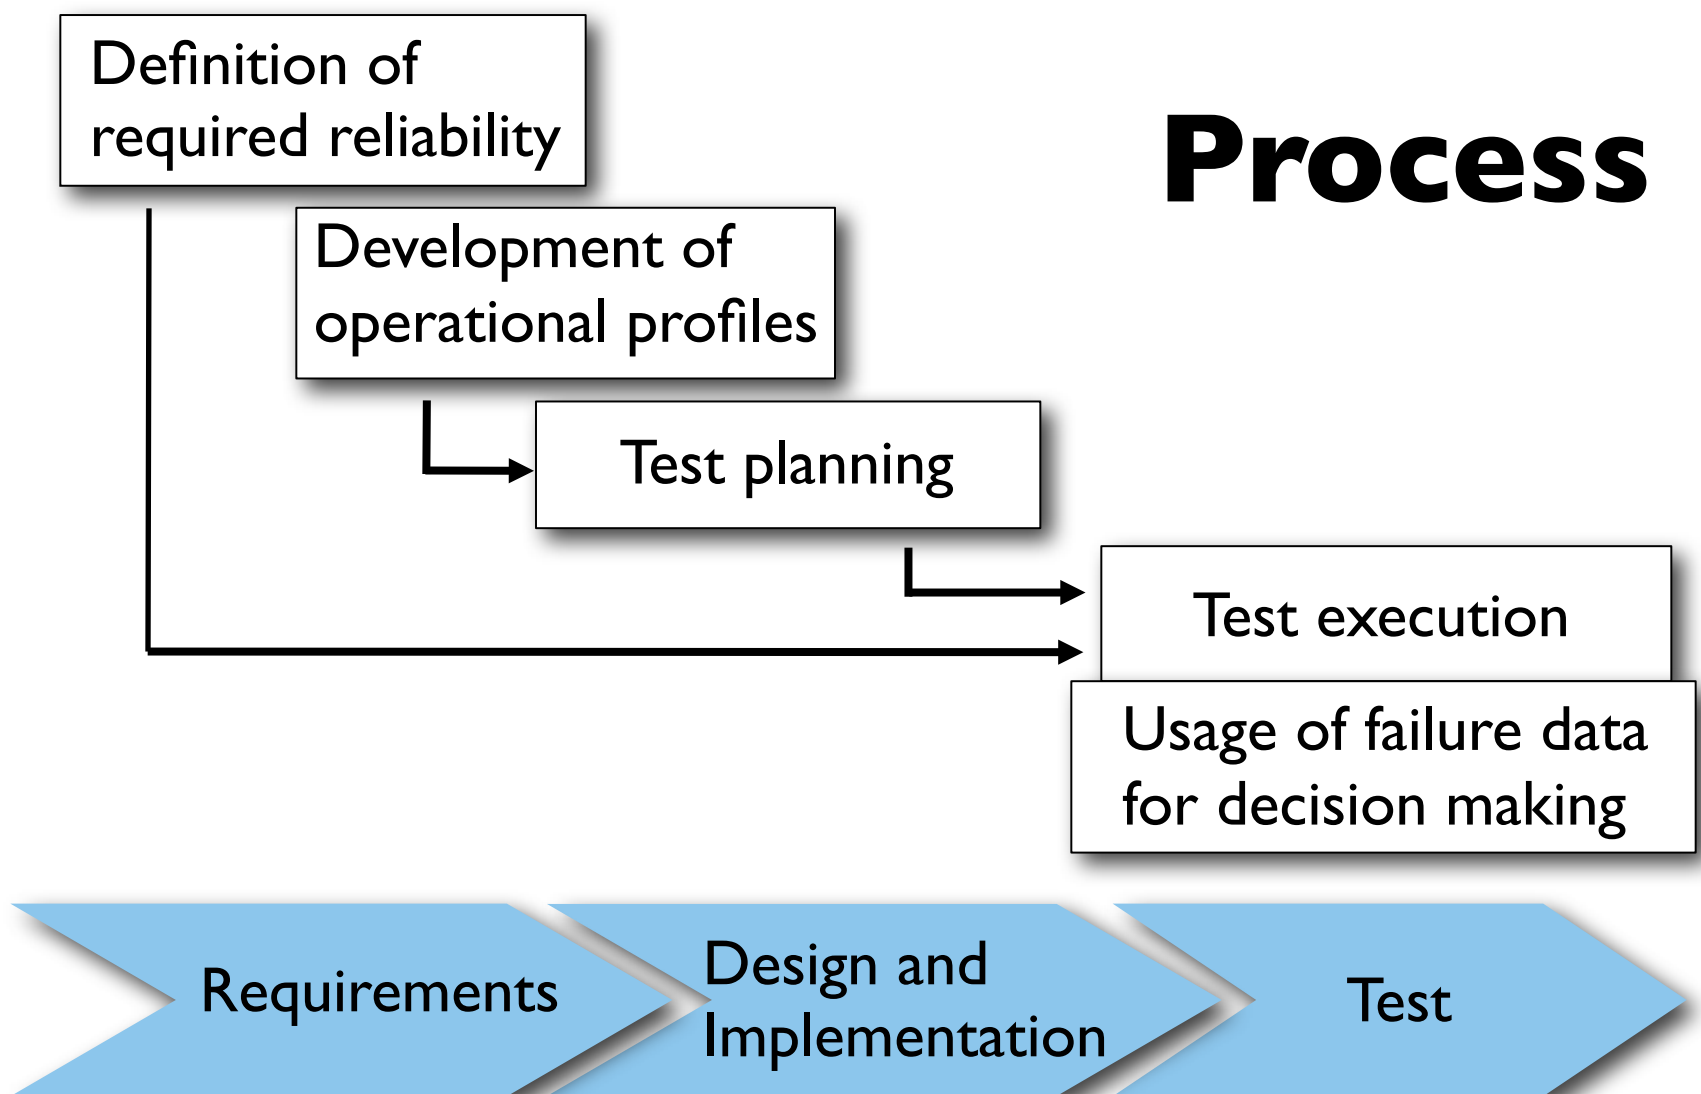 Definition of
required reliability
Process
Development of
operational profiles
Test planning
Test execution
Usage of failure data
for decision making
Requirements
Design and
Implementation
Test